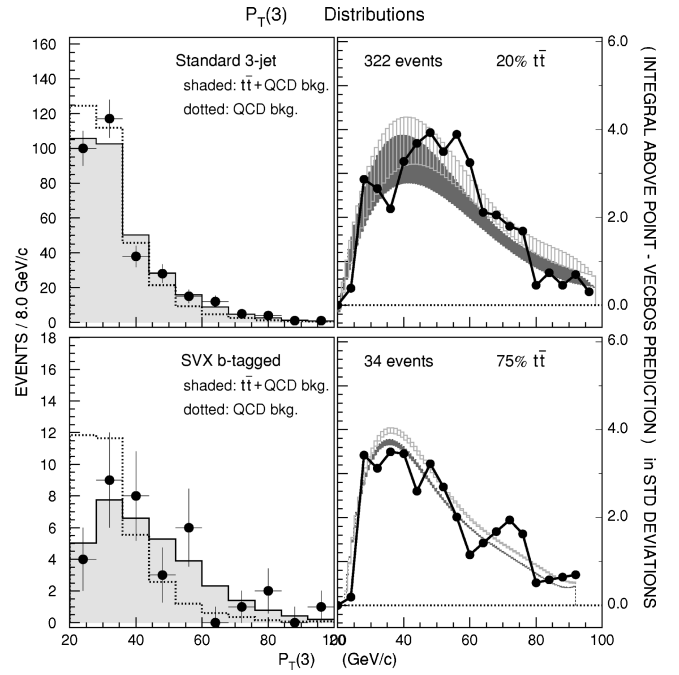 P_T(3) Distributions
Standard 3-jet
shaded: tt̄+QCD bkg.
dotted: QCD bkg.
322 events 20% tt̄
160
140
120
100
80
60
40
20
0
6.0
4.0
2.0
0.0
SVX b-tagged
shaded: tt̄+QCD bkg.
dotted: QCD bkg.
34 events 75% tt̄
18
16
14
12
10
8
6
4
2
0
6.0
4.0
2.0
0.0
20 40 60 80 100
20 40 60 80 100
P_T(3) (GeV/c)
EVENTS / 8.0 GeV/c
( INTEGRAL ABOVE POINT - VECBOS PREDICTION ) in STD DEVIATIONS